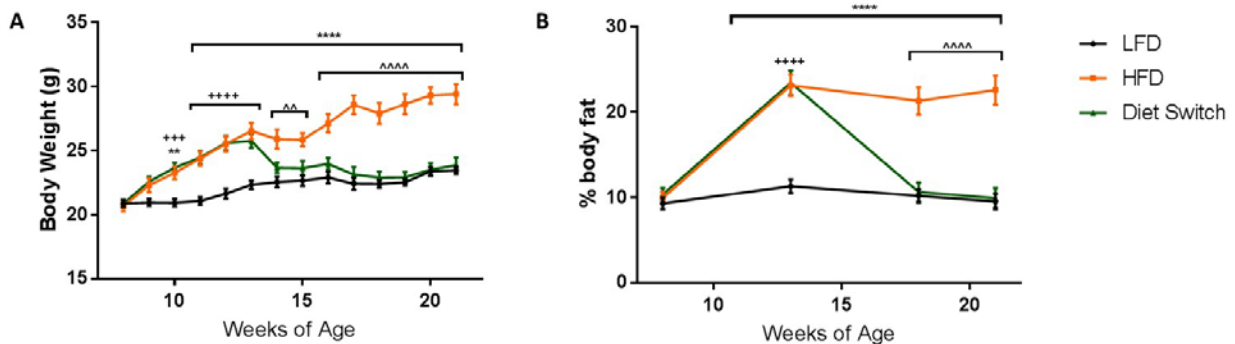 A
35
30
25
20
15
Body Weight (g)
****
^^^^
++++
^^
+++
**
10
15
20
Weeks of Age
B
30
20
10
0
% body fat
****
^^^^
++++
10
15
20
Weeks of Age
LFD
HFD
Diet Switch